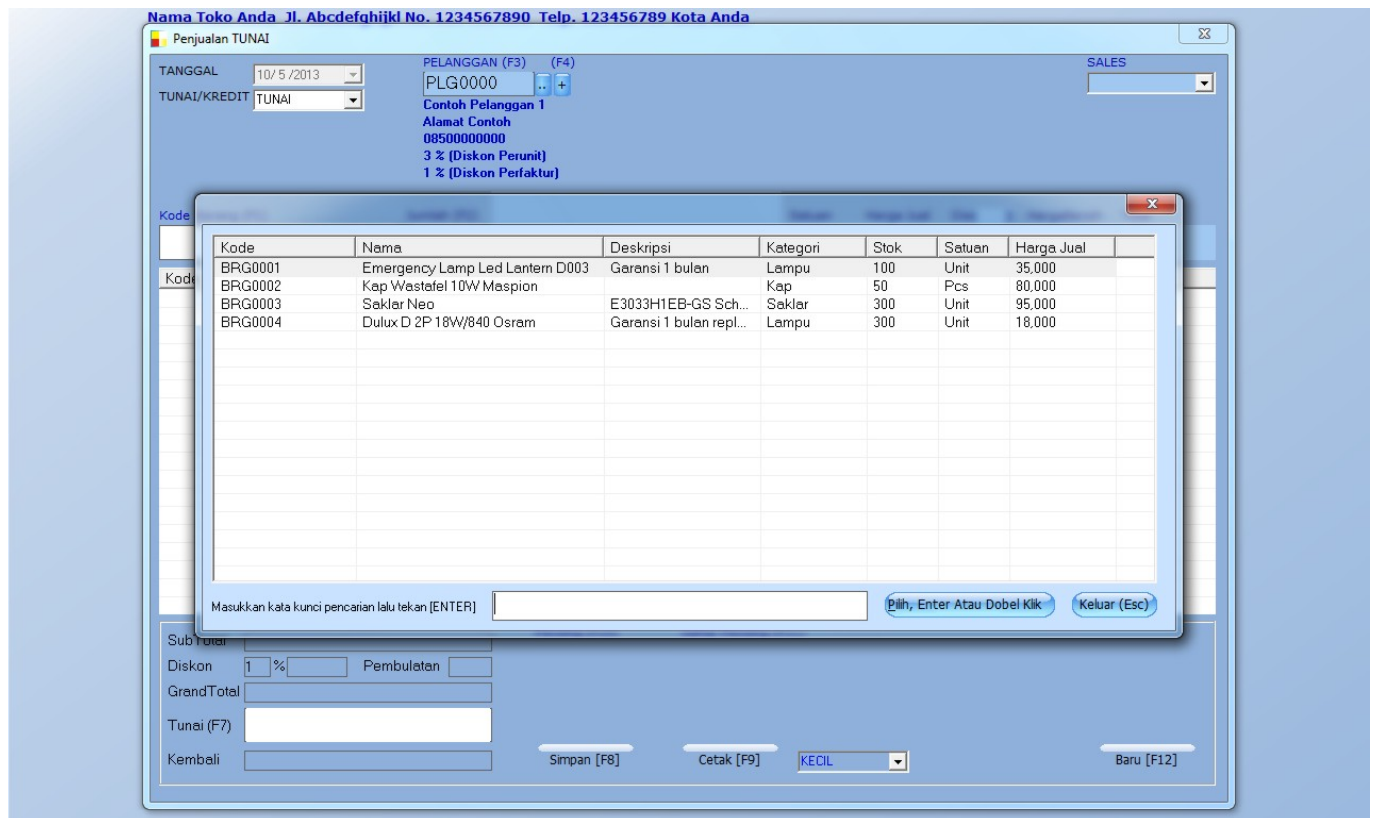 Nama Toko Anda Jl. Abcdefghijkl No. 1234567890 Telp. 123456789 Kota Anda
Penjualan TUNAI
TANGGAL 10/ 5 /2013 PELANGGAN (F3) (F4) SALES
TUNAI/KREDIT TUNAI PLG0000 .. +
Contoh Pelanggan 1
Alamat Contoh
08500000000
3 % (Diskon Perunit)
1 % (Diskon Perfaktur)
Kode
Kode
Kode Nama Deskripsi Kategori Stok Satuan Harga Jual
BRG0001 Emergency Lamp Led Lantern D003 Garansi 1 bulan Lampu 100 Unit 35,000
BRG0002 Kap Wastafel 10W Maspion Kap 50 Pcs 80,000
BRG0003 Saklar Neo E3033H1EB-GS Sch... Saklar 300 Unit 95,000
BRG0004 Dulux D 2P 18W/840 Osram Garansi 1 bulan repl... Lampu 300 Unit 18,000
Masukkan kata kunci pencarian lalu tekan [ENTER] Pilih, Enter Atau Dobel Klik Keluar (Esc)
SubTotal
Diskon 1 % Pembulatan
GrandTotal
Tunai (F7)
Kembali Simpan [F8] Cetak [F9] KECIL Baru [F12]